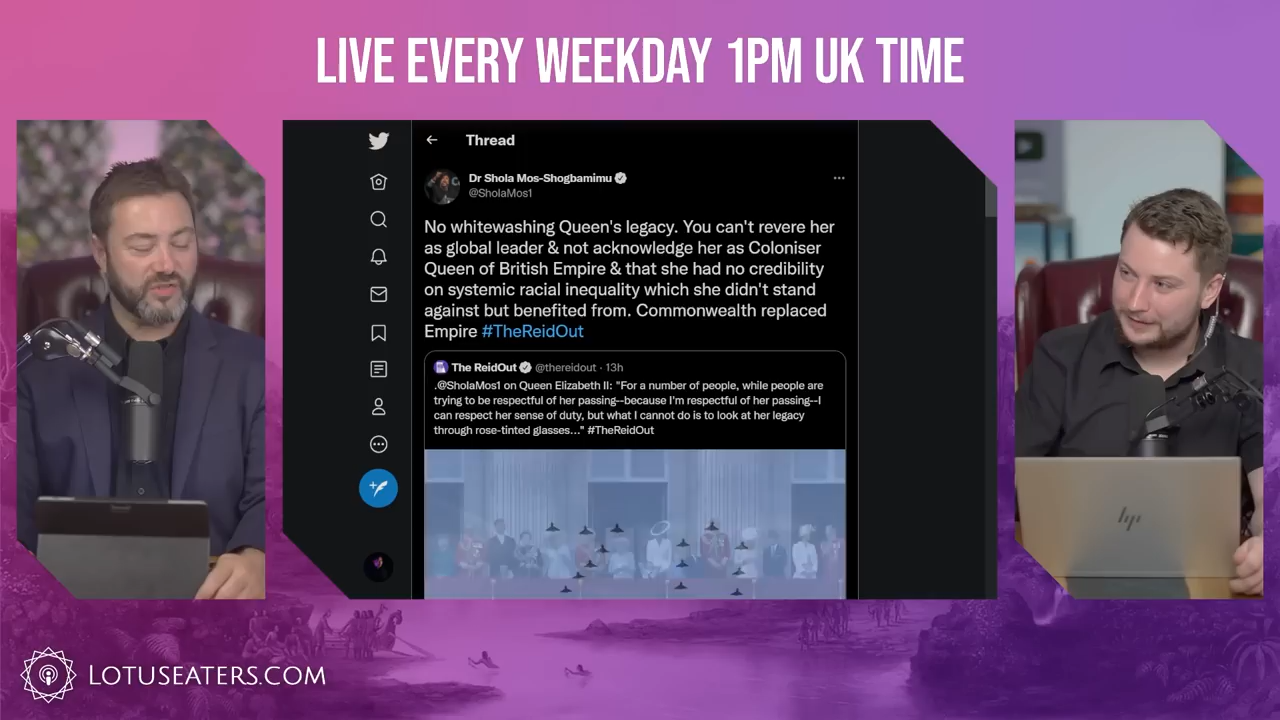 LIVE EVERY WEEKDAY 1PM UK TIME
Thread
Dr Shola Mos-Shogbamimu
@SholaMos1
No whitewashing Queen's legacy. You can't revere her
as global leader & not acknowledge her as Coloniser
Queen of British Empire & that she had no credibility
on systemic racial inequality which she didn't stand
against but benefited from. Commonwealth replaced
Empire #TheReidOut
The ReidOut @thereidout · 13h
.@SholaMos1 on Queen Elizabeth II: "For a number of people, while people are
trying to be respectful of her passing--because I'm respectful of her passing--I
can respect her sense of duty, but what I cannot do is to look at her legacy
through rose-tinted glasses..." #TheReidOut
hp
LOTUSEATERS.COM